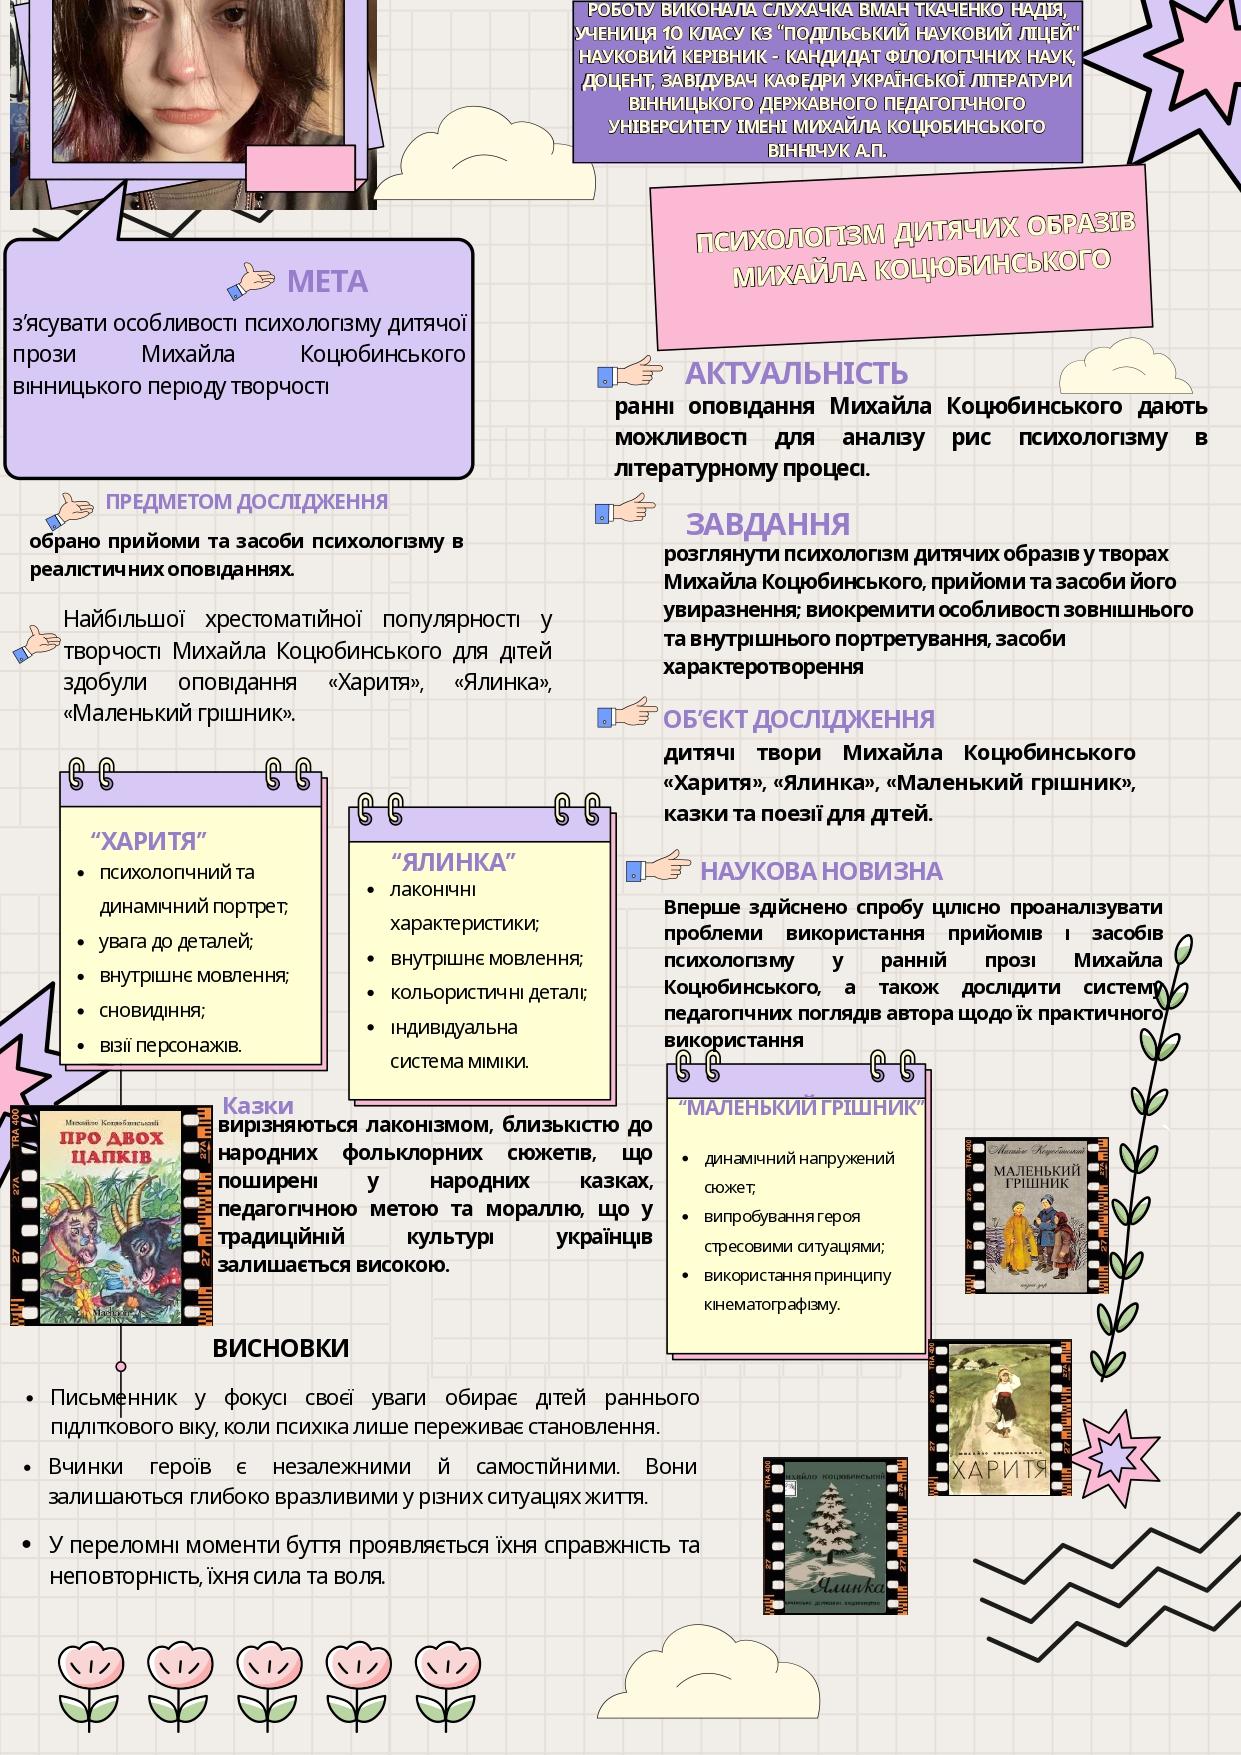 РОБОТУ ВИКОНАЛА СЛУХАЧКА ВМАН ТКАЧЕНКО НАДІЯ,
УЧЕНИЦЯ 10 КЛАСУ КЗ "ПОДІЛЬСЬКИЙ НАУКОВИЙ ЛІЦЕЙ"
НАУКОВИЙ КЕРІВНИК - КАНДИДАТ ФІЛОЛОГІЧНИХ НАУК,
ДОЦЕНТ, ЗАВІДУВАЧ КАФЕДРИ УКРАЇНСЬКОЇ ЛІТЕРАТУРИ
ВІННИЦЬКОГО ДЕРЖАВНОГО ПЕДАГОГІЧНОГО
УНІВЕРСИТЕТУ ІМЕНІ МИХАЙЛА КОЦЮБИНСЬКОГО
ВІННІЧУК А.П.
ПСИХОЛОГІЗМ ДИТЯЧИХ ОБРАЗІВ
МИХАЙЛА КОЦЮБИНСЬКОГО
МЕТА
з'ясувати особливості психологізму дитячої
прози Михайла Коцюбинського
вінницького періоду творчості
АКТУАЛЬНІСТЬ
ранні оповідання Михайла Коцюбинського дають
можливості для аналізу рис психологізму в
літературному процесі.
ПРЕДМЕТОМ ДОСЛІДЖЕННЯ
обрано прийоми та засоби психологізму в
реалістичних оповіданнях.
ЗАВДАННЯ
розглянути психологізм дитячих образів у творах
Михайла Коцюбинського, прийоми та засоби його
увиразнення; виокремити особливості зовнішнього
та внутрішнього портретування, засоби
характеротворення
Найбільшої хрестоматійної популярності у
творчості Михайла Коцюбинського для дітей
здобули оповідання «Харитя», «Ялинка»,
«Маленький грішник».
ОБ'ЄКТ ДОСЛІДЖЕННЯ
дитячі твори Михайла Коцюбинського
«Харитя», «Ялинка», «Маленький грішник»,
казки та поезії для дітей.
“ХАРИТЯ”
• психологічний та
динамічний портрет;
• увага до деталей;
• внутрішнє мовлення;
• сновидіння;
• візії персонажів.
“ЯЛИНКА”
• лаконічні
характеристики;
• внутрішнє мовлення;
• кольористичні деталі;
• індивідуальна
система міміки.
НАУКОВА НОВИЗНА
Вперше здійснено спробу цілісно проаналізувати
проблеми використання прийомів і засобів
психологізму у ранній прозі Михайла
Коцюбинського, а також дослідити систему
педагогічних поглядів автора щодо їх практичного
використання
Казки
вирізняються лаконізмом, близькістю до
народних фольклорних сюжетів, що
поширені у народних казках,
педагогічною метою та мораллю, що у
традиційній культурі українців
залишається високою.
Михайло Коцюбинський
ПРО ДВОХ
ЦАПКІВ
Махаон
TRA 400
27A
27
“МАЛЕНЬКИЙ ГРІШНИК”
• динамічний напружений
сюжет;
• випробування героя
стресовими ситуаціями;
• використання принципу
кінематографізму.
Михайло Коцюбинський
МАЛЕНЬКИЙ
ГРІШНИК
ВИСНОВКИ
• Письменник у фокусі своєї уваги обирає дітей раннього
підліткового віку, коли психіка лише переживає становлення.
• Вчинки героїв є незалежними й самостійними. Вони
залишаються глибоко вразливими у різних ситуаціях життя.
• У переломні моменти буття проявляється їхня справжність та
неповторність, їхня сила та воля.
ХАРИТЯ
Ялинка